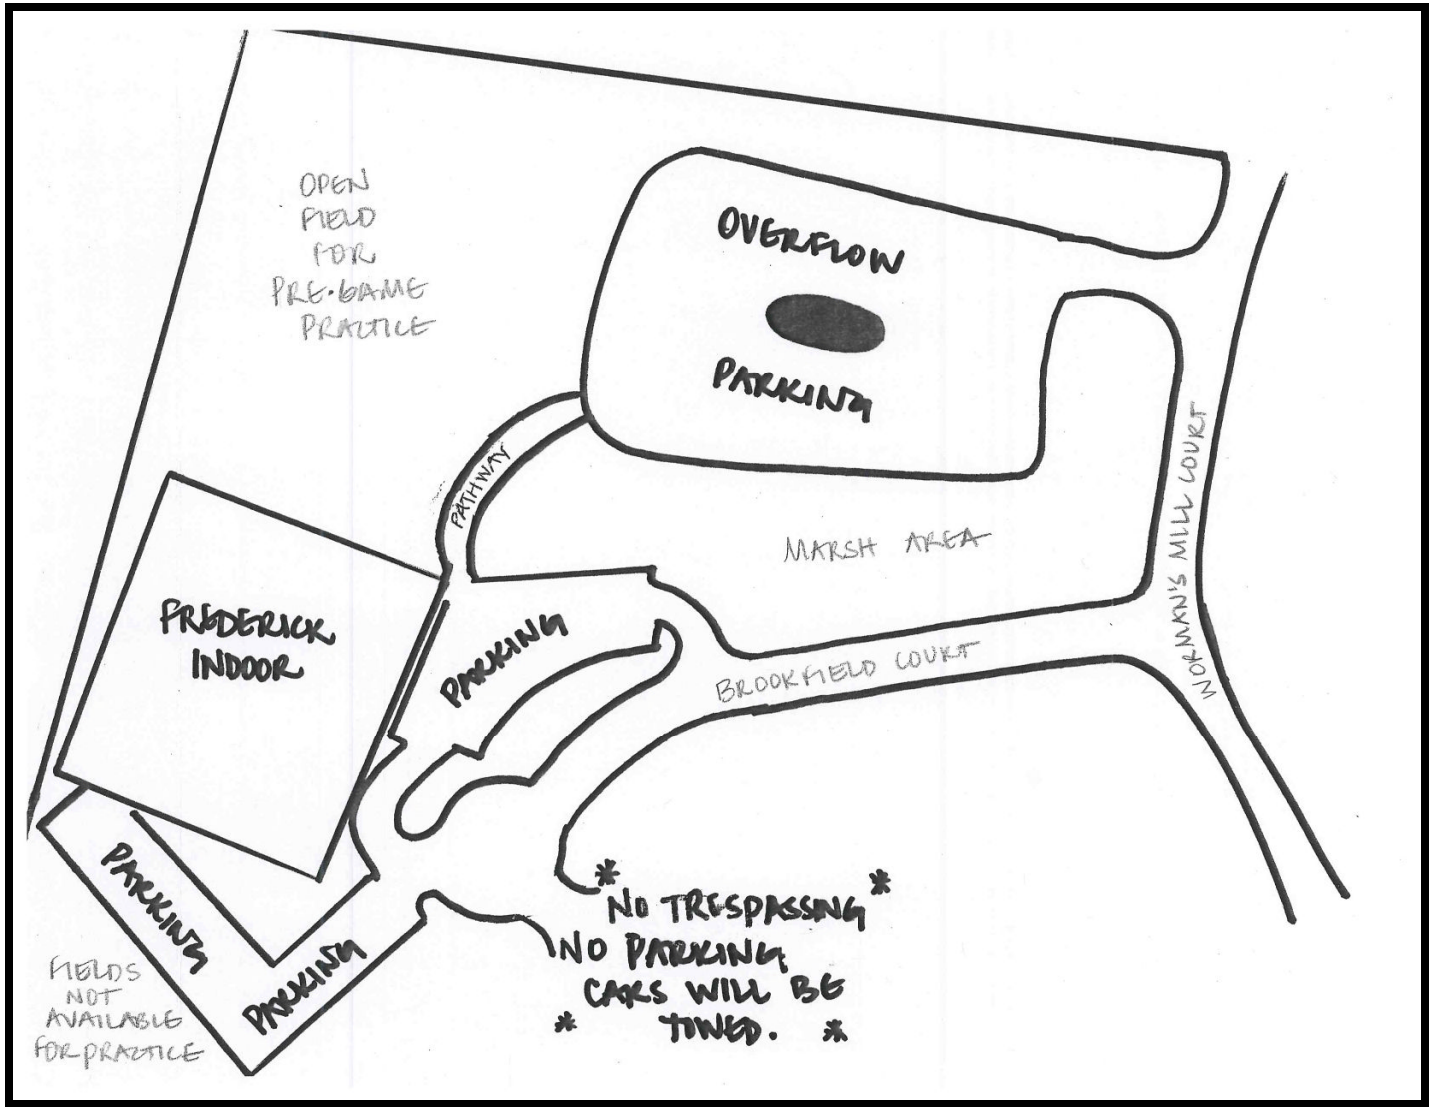 OPEN
FIELD
FOR
PRE-GAME
PRACTICE
OVERFLOW
PARKING
PATHWAY
MARSH AREA
WORMAN'S MILL COURT
FREDERICK
INDOOR
PARKING
BROOKFIELD COURT
PARKING
PARKING
FIELDS
NOT
AVAILABLE
FOR PRACTICE
* NO TRESPASSING *
NO PARKING
CARS WILL BE
* TOWED. *